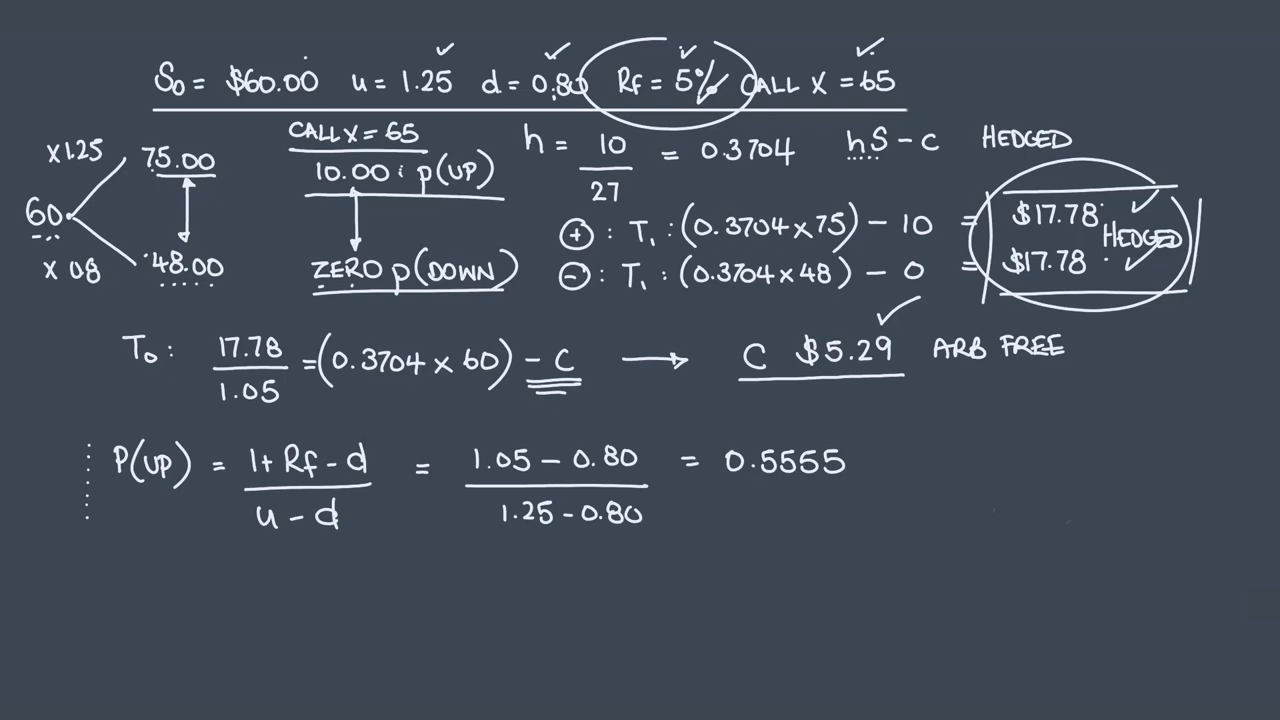 S₀ = $60.00 u = 1.25 d = 0.80 Rf = 5% CALL X = 65
x1.25 75.00
60
x 08 48.00
CALL X = 65
10.00 : p(UP)
ZERO p(DOWN)
h = 10/27 = 0.3704 hS - C HEDGED
+ : T₁ : (0.3704 x 75) - 10 = $17.78
HEDGED
- : T₁ : (0.3704 x 48) - 0 = $17.78
T₀ : 17.78/1.05 = (0.3704 x 60) - C → C $5.29 ARB FREE
P(UP) = 1 + Rf - d / u - d = 1.05 - 0.80 / 1.25 - 0.80 = 0.5555